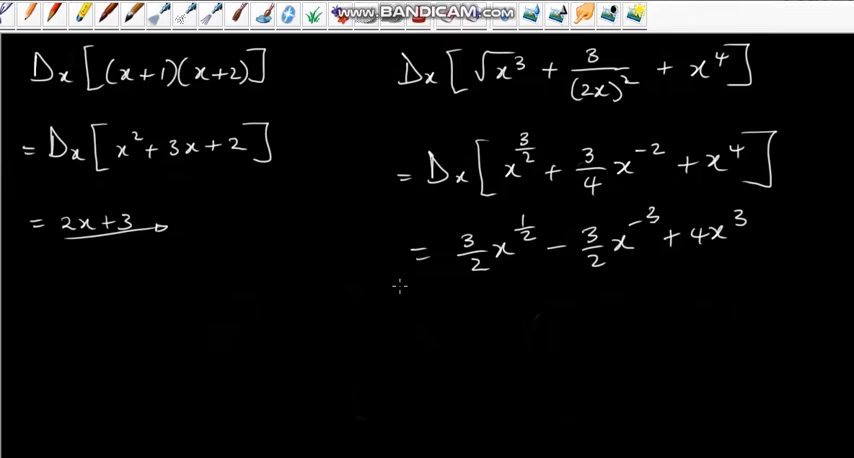 www.BANDICAM.com
Dx[(x+1)(x+2)]
= Dx[x² + 3x + 2]
= 2x+3
Dx[√x³ + 3/(2x)² + x⁴]
= Dx[x^(3/2) + 3/4 x⁻² + x⁴]
= 3/2 x^(1/2) − 3/2 x⁻³ + 4x³